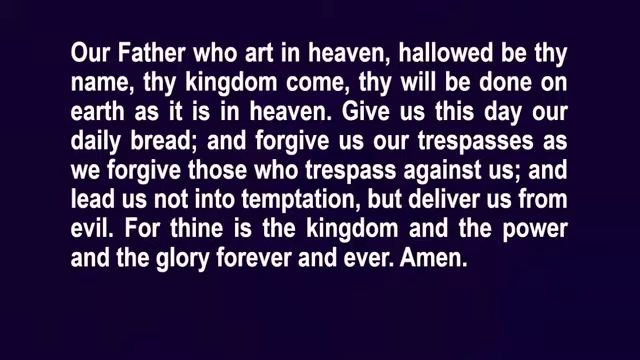 Our Father who art in heaven, hallowed be thy
name, thy kingdom come, thy will be done on
earth as it is in heaven. Give us this day our
daily bread; and forgive us our trespasses as
we forgive those who trespass against us; and
lead us not into temptation, but deliver us from
evil. For thine is the kingdom and the power
and the glory forever and ever. Amen.